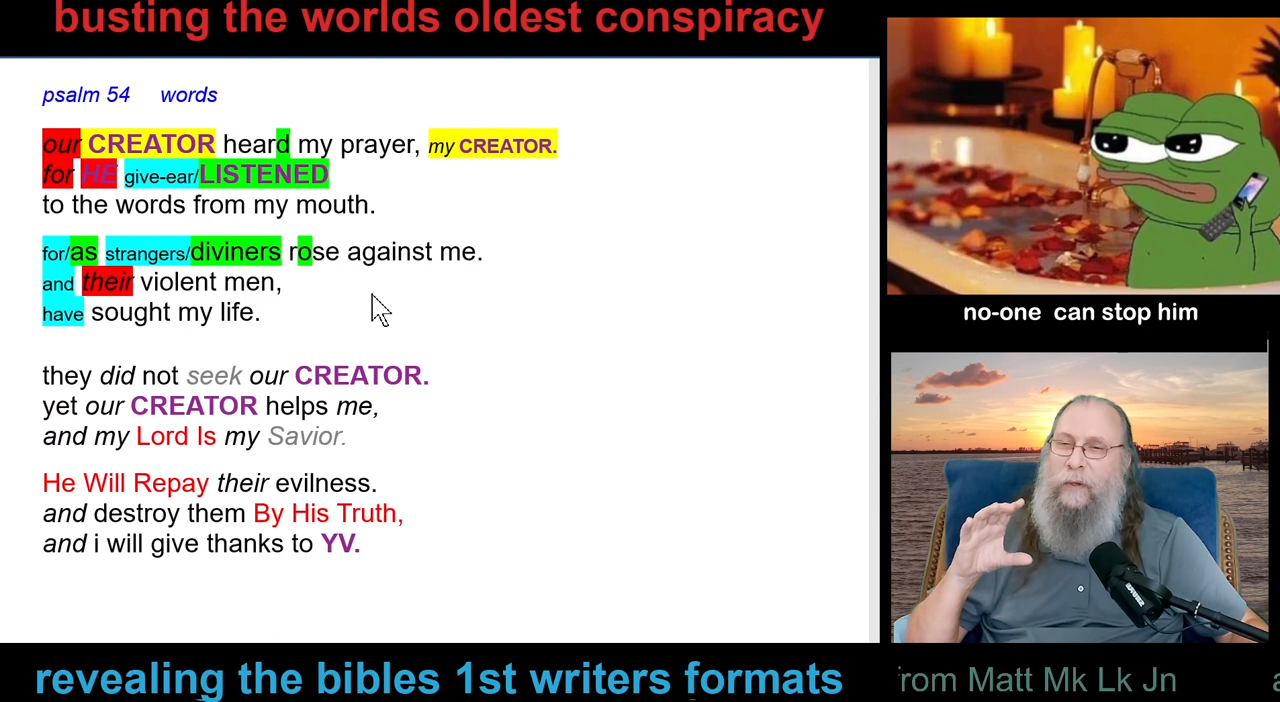 busting the worlds oldest conspiracy
psalm 54 words
our CREATOR heard my prayer, my CREATOR.
for HE give-ear/LISTENED
to the words from my mouth.
for/as strangers/diviners rose against me.
and their violent men,
have sought my life.
they did not seek our CREATOR.
yet our CREATOR helps me,
and my Lord Is my Savior.
He Will Repay their evilness.
and destroy them By His Truth,
and i will give thanks to YV.
no-one can stop him
revealing the bibles 1st writers formats
from Matt Mk Lk Jn